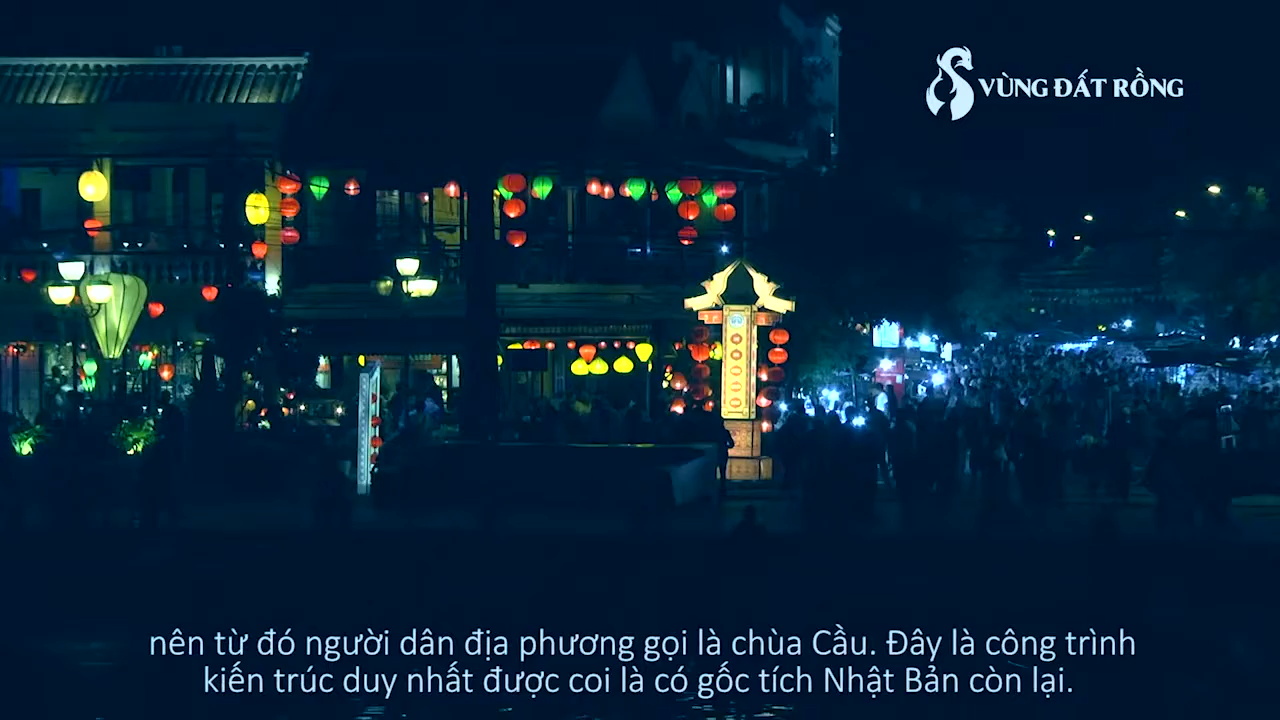 VÙNG ĐẤT RỒNG
nên từ đó người dân địa phương gọi là chùa Cầu. Đây là công trình
kiến trúc duy nhất được coi là có gốc tích Nhật Bản còn lại.